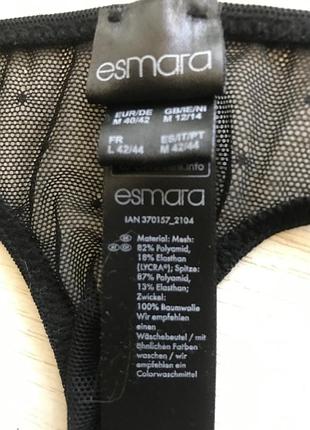 esmara
EUR/DE GB/IE/NI
M 40/42 M 12/14
FR ES/IT/PT
L 42/44 M 42/44
.info
esmara
IAN 370157_2104
Material: Mesh:
82% Polyamid,
18% Elasthan
(LYCRA®); Spitze:
87% Polyamid,
13% Elasthan;
Zwickel:
100% Baumwolle
Wir empfehlen
einen
Wäschebeutel / mit
ähnlichen Farben
waschen / wir
empfehlen ein
Colorwaschmittel